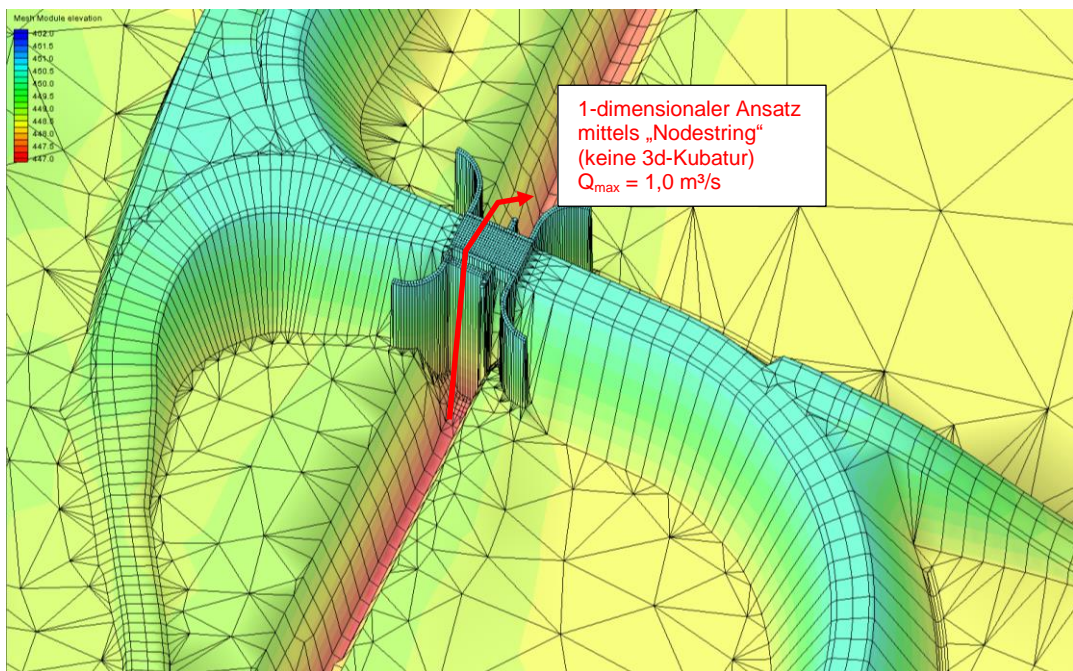 Mesh Module elevation
452.0
451.5
451.0
450.5
450.0
449.5
449.0
448.5
448.0
447.5
447.0
1-dimensionaler Ansatz
mittels „Nodestring“
(keine 3d-Kubatur)
Qmax = 1,0 m³/s